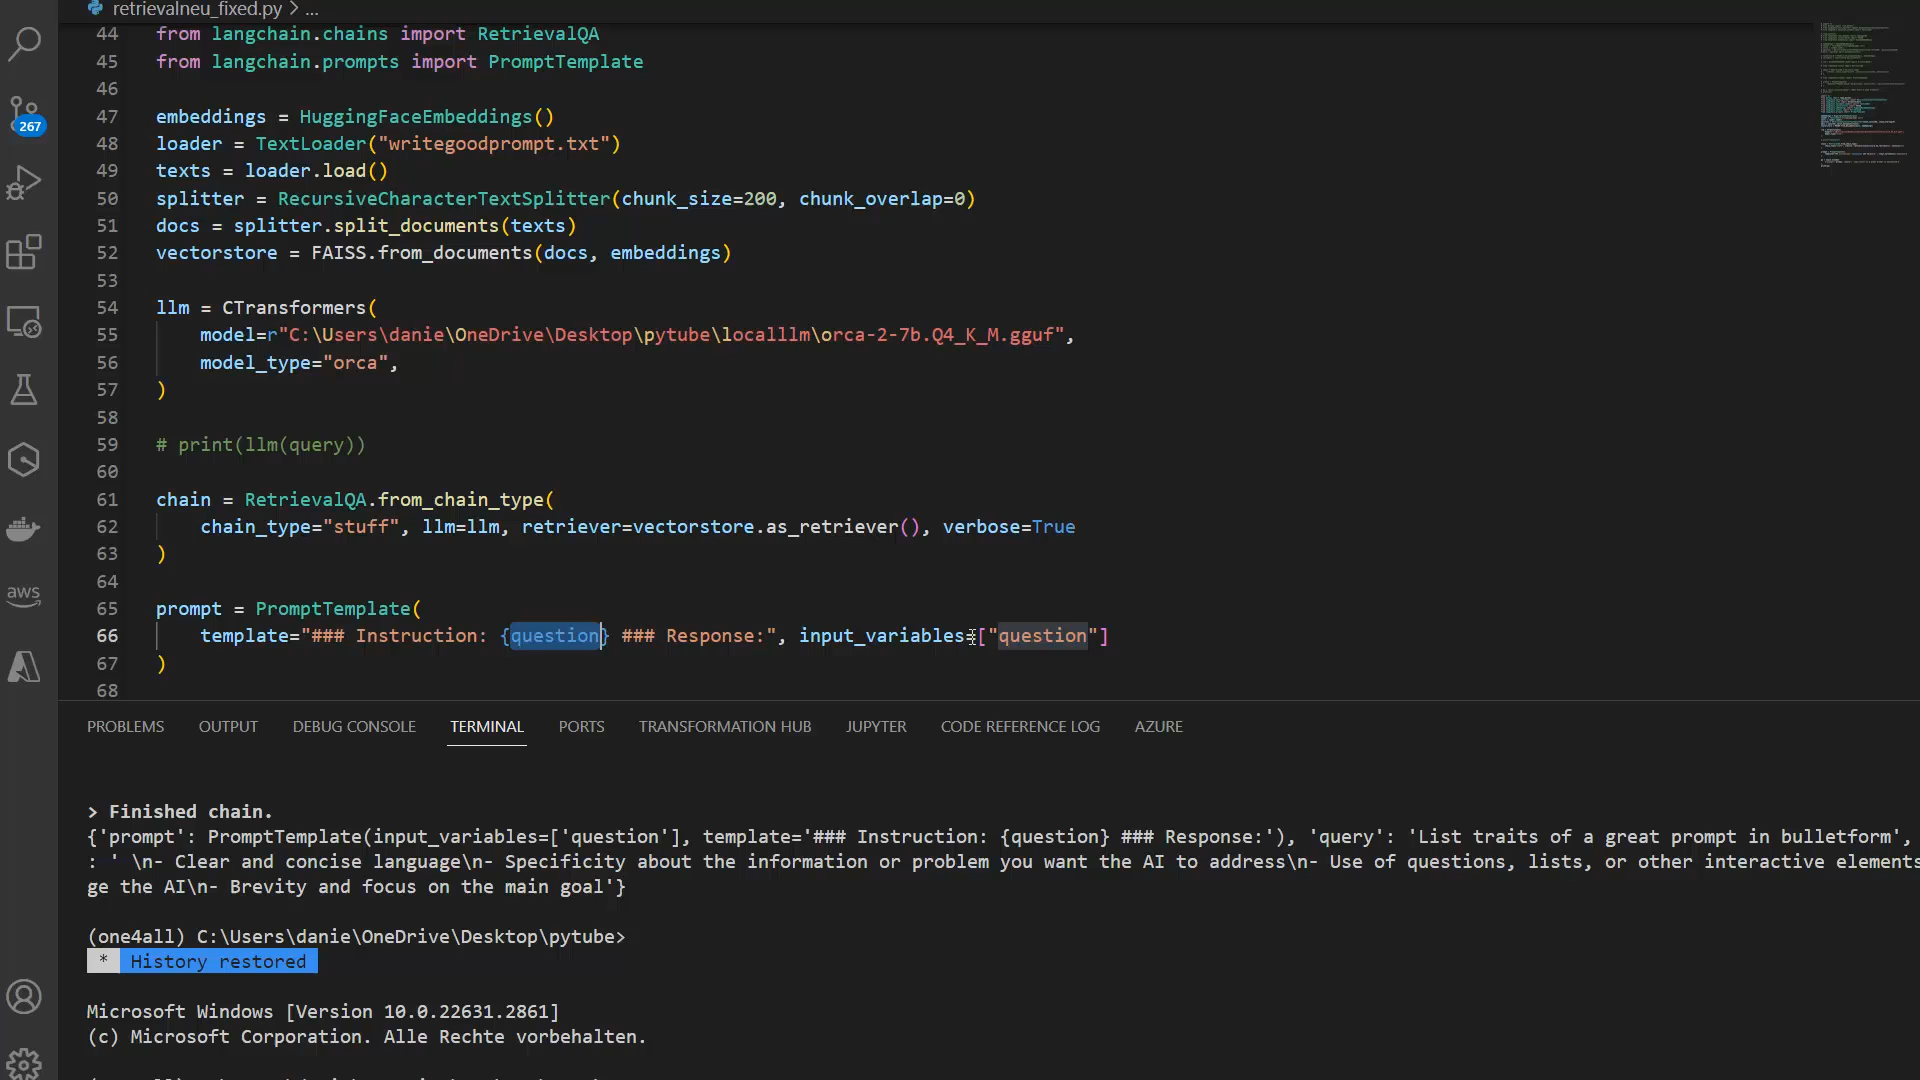 retrievalneu_fixed.py > ...
44 from langchain.chains import RetrievalQA
45 from langchain.prompts import PromptTemplate
46
47 embeddings = HuggingFaceEmbeddings()
48 loader = TextLoader("writegoodprompt.txt")
49 texts = loader.load()
50 splitter = RecursiveCharacterTextSplitter(chunk_size=200, chunk_overlap=0)
51 docs = splitter.split_documents(texts)
52 vectorstore = FAISS.from_documents(docs, embeddings)
53
54 llm = CTransformers(
55 model=r"C:\Users\danie\OneDrive\Desktop\pytube\localllm\orca-2-7b.Q4_K_M.gguf",
56 model_type="orca",
57 )
58
59 # print(llm(query))
60
61 chain = RetrievalQA.from_chain_type(
62 chain_type="stuff", llm=llm, retriever=vectorstore.as_retriever(), verbose=True
63 )
64
65 prompt = PromptTemplate(
66 template="### Instruction: {question} ### Response:", input_variables=["question"]
67 )
68
267
aws
PROBLEMS OUTPUT DEBUG CONSOLE TERMINAL PORTS TRANSFORMATION HUB JUPYTER CODE REFERENCE LOG AZURE
> Finished chain.
{'prompt': PromptTemplate(input_variables=['question'], template='### Instruction: {question} ### Response:'), 'query': 'List traits of a great prompt in bulletform',
: ' \n- Clear and concise language\n- Specificity about the information or problem you want the AI to address\n- Use of questions, lists, or other interactive elements
ge the AI\n- Brevity and focus on the main goal'}
(one4all) C:\Users\danie\OneDrive\Desktop\pytube>
* History restored
Microsoft Windows [Version 10.0.22631.2861]
(c) Microsoft Corporation. Alle Rechte vorbehalten.